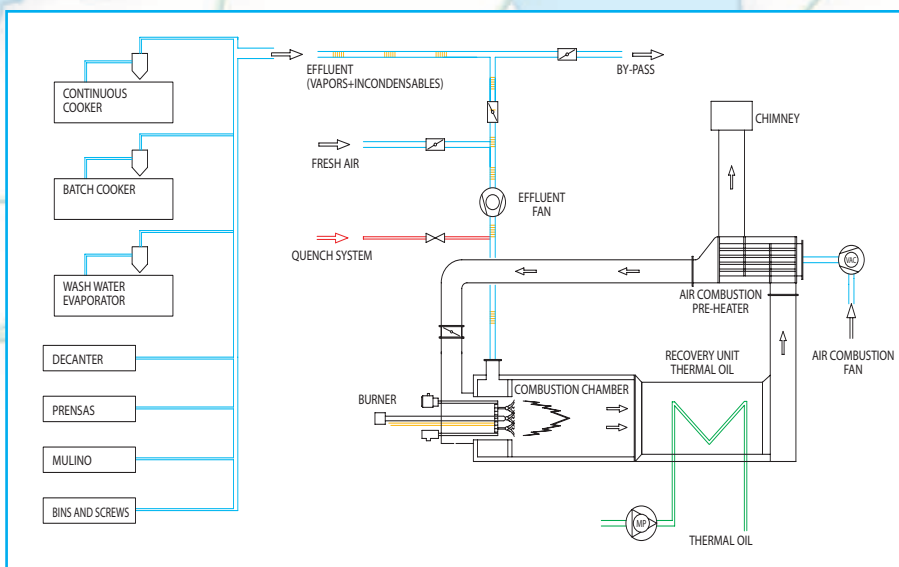 CONTINUOUS
COOKER
BATCH COOKER
WASH WATER
EVAPORATOR
DECANTER
PRENSAS
MULINO
BINS AND SCREWS
EFFLUENT
(VAPORS+INCONDENSABLES)
BY-PASS
FRESH AIR
EFFLUENT
FAN
QUENCH SYSTEM
CHIMNEY
VAC
AIR COMBUSTION
PRE-HEATER
AIR COMBUSTION
FAN
RECOVERY UNIT
THERMAL OIL
COMBUSTION CHAMBER
BURNER
MP
THERMAL OIL